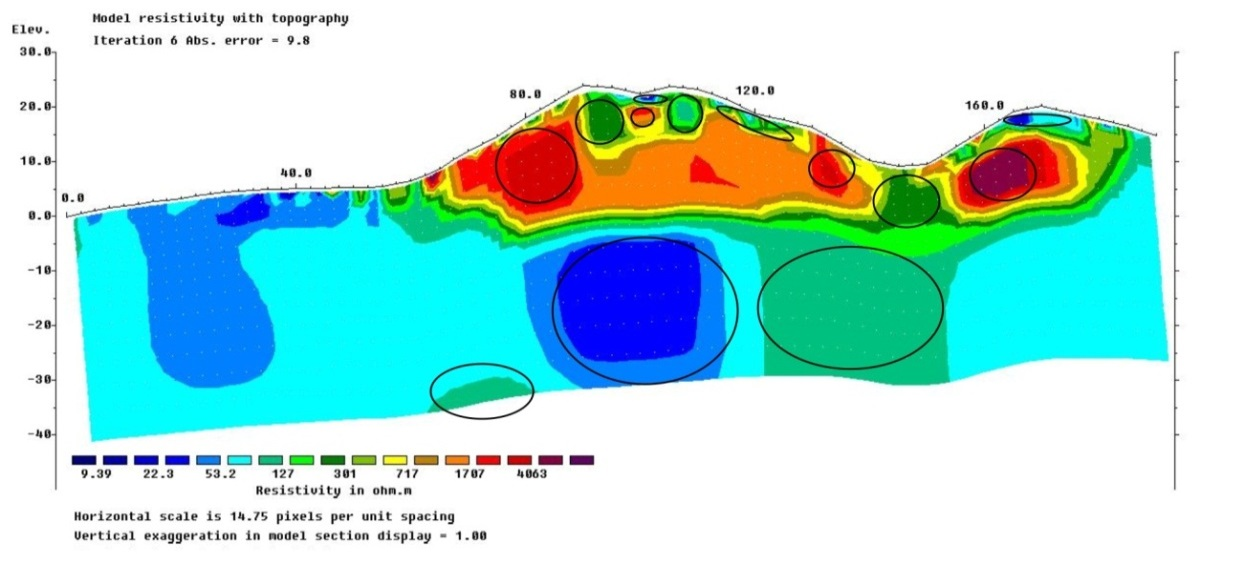 Model resistivity with topography
Elev.
Iteration 6 Abs. error = 9.8
30.0
80.0
120.0
20.0
160.0
10.0
40.0
0.0
0.0
-10
-20
-30
-40
9.39 22.3 53.2 127 301 717 1707 4063
Resistivity in ohm.m
Horizontal scale is 14.75 pixels per unit spacing
Vertical exaggeration in model section display = 1.00